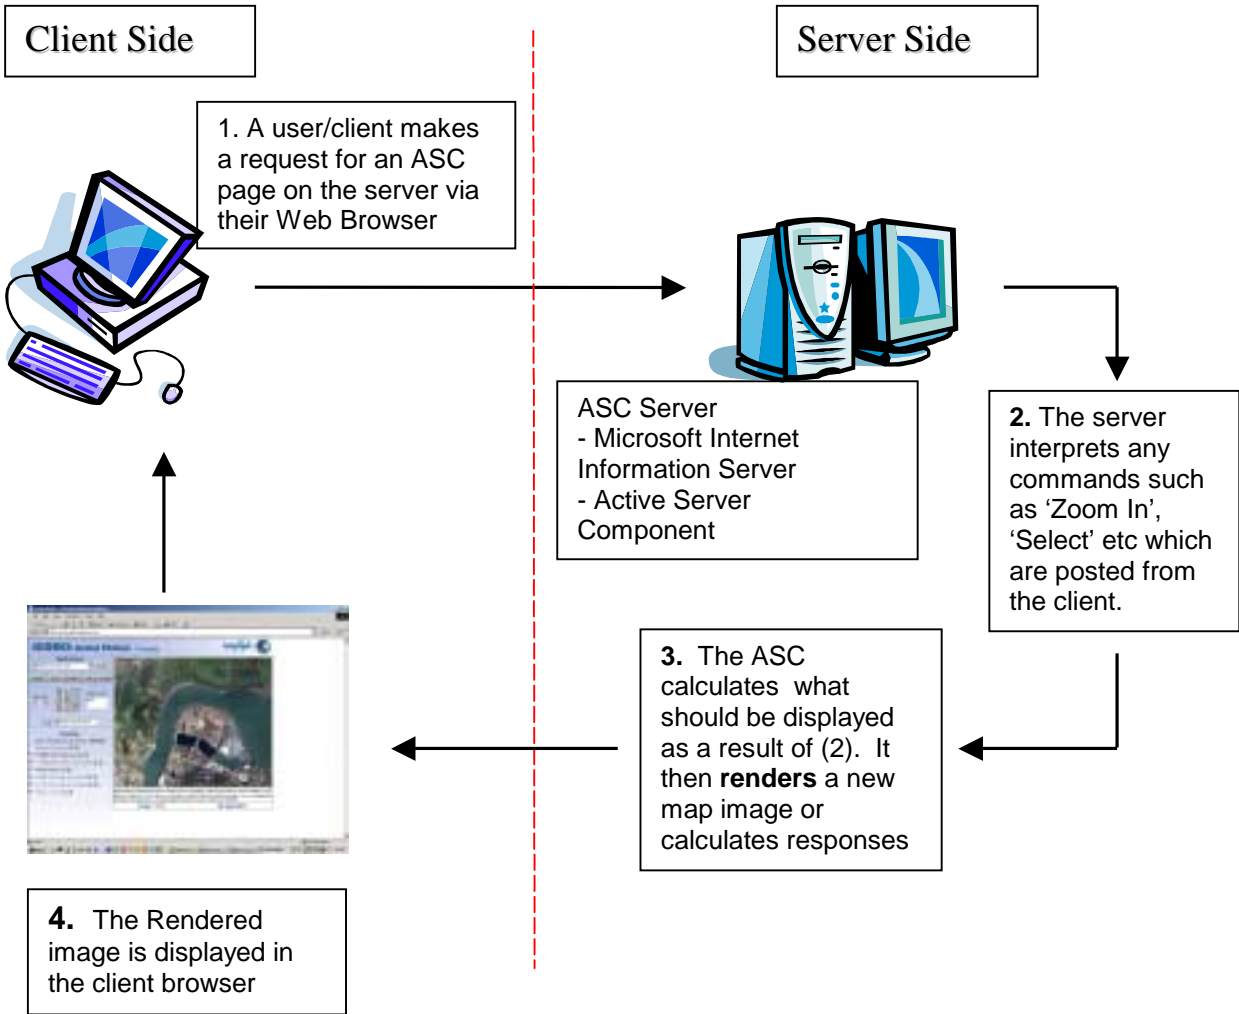 Client Side
Server Side
1. A user/client makes
a request for an ASC
page on the server via
their Web Browser
ASC Server
- Microsoft Internet
Information Server
- Active Server
Component
2. The server
interprets any
commands such
as ‘Zoom In’,
‘Select’ etc which
are posted from
the client.
3. The ASC
calculates what
should be displayed
as a result of (2). It
then renders a new
map image or
calculates responses
4. The Rendered
image is displayed in
the client browser